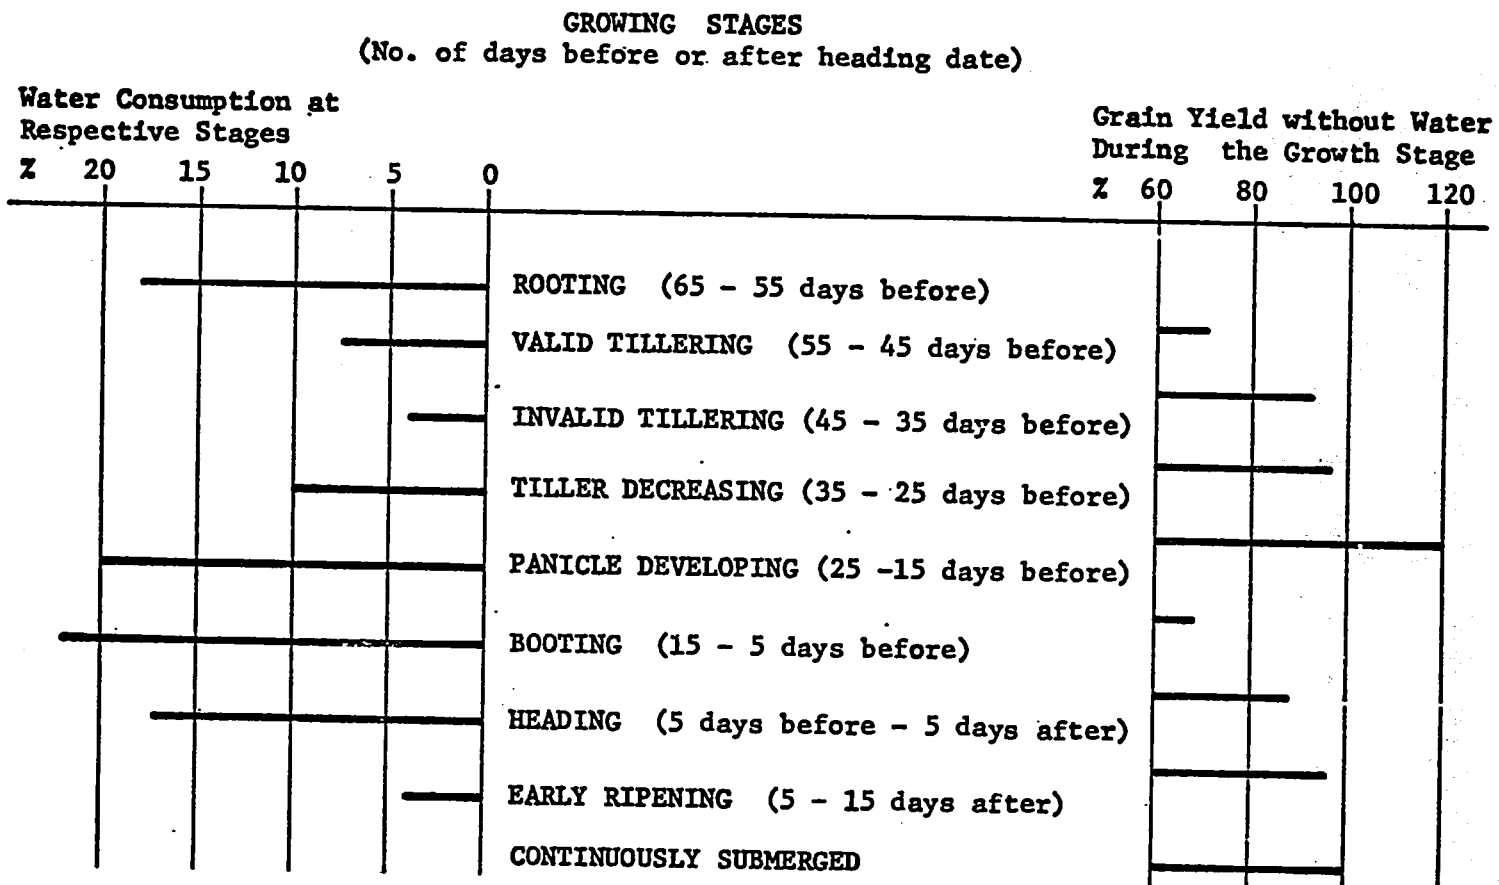 GROWING STAGES
(No. of days before or after heading date)
Water Consumption at
Respective Stages
% 20 15 10 5 0
Grain Yield without Water
During the Growth Stage
% 60 80 100 120
ROOTING (65 - 55 days before)
VALID TILLERING (55 - 45 days before)
INVALID TILLERING (45 - 35 days before)
TILLER DECREASING (35 - 25 days before)
PANICLE DEVELOPING (25 -15 days before)
BOOTING (15 - 5 days before)
HEADING (5 days before - 5 days after)
EARLY RIPENING (5 - 15 days after)
CONTINUOUSLY SUBMERGED